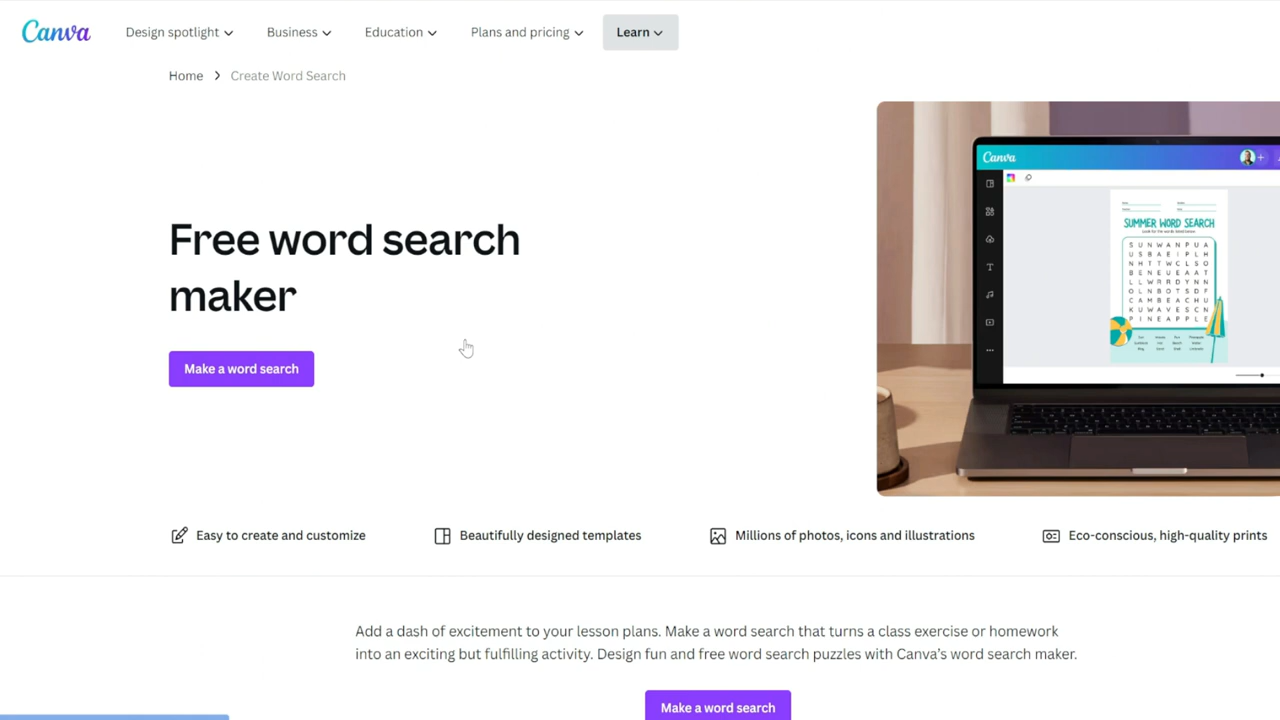 Canva
Design spotlight
Business
Education
Plans and pricing
Learn
Home > Create Word Search
Free word search
maker
Make a word search
Canva
SUMMER WORD SEARCH
S U N W A N P U A
U S B A E I P L H
N H T T W C L S O
B E N E U E A A T
L L W R R D Y N N
O L N B O T S D F
C A M B E A C H U
K U W A V E S C N
P I N E A P P L E
Easy to create and customize
Beautifully designed templates
Millions of photos, icons and illustrations
Eco-conscious, high-quality prints
Add a dash of excitement to your lesson plans. Make a word search that turns a class exercise or homework
into an exciting but fulfilling activity. Design fun and free word search puzzles with Canva's word search maker.
Make a word search